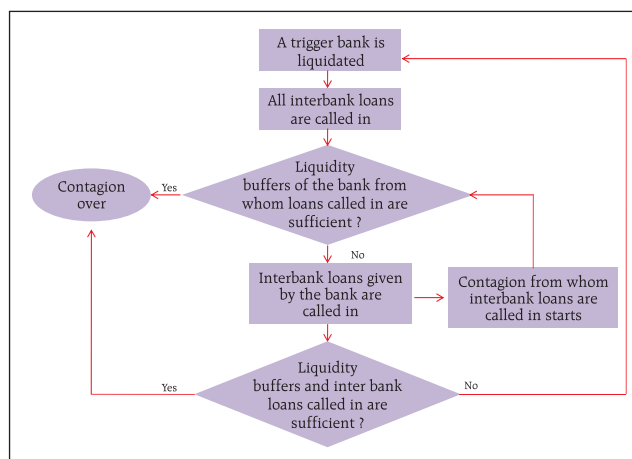 A trigger bank is
liquidated
All interbank loans
are called in
Liquidity
buffers of the bank from
whom loans called in are
sufficient ?
Yes
Contagion
over
No
Interbank loans given
by the bank are
called in
Contagion from whom
interbank loans are
called in starts
Liquidity
buffers and inter bank
loans called in are
sufficient ?
Yes
No